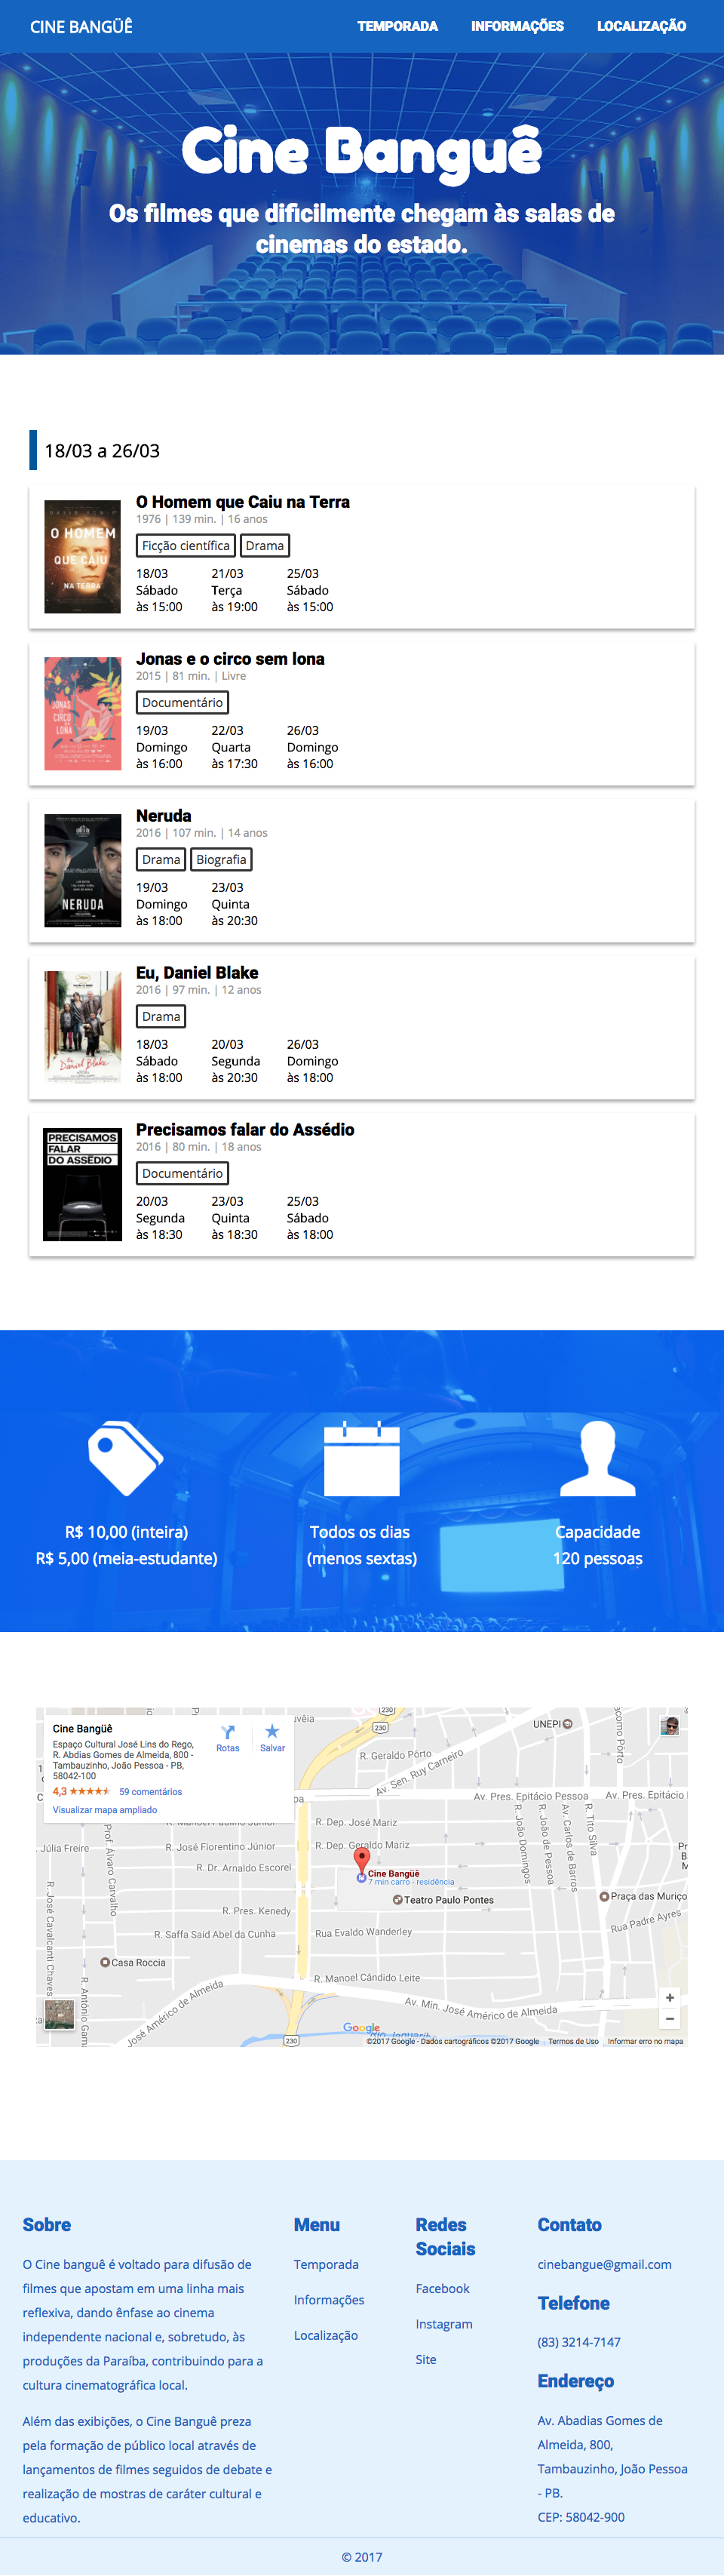 CINE BANGÜÊ
TEMPORADA INFORMAÇÕES LOCALIZAÇÃO
Cine Banguê
Os filmes que dificilmente chegam às salas de
cinemas do estado.
18/03 a 26/03
O HOMEM
QUE CAIU
NA TERRA
O Homem que Caiu na Terra
1976 | 139 min. | 16 anos
Ficção científica Drama
18/03 21/03 25/03
Sábado Terça Sábado
às 15:00 às 19:00 às 15:00
JONAS
CIRCO
LONA
Jonas e o circo sem lona
2015 | 81 min. | Livre
Documentário
19/03 22/03 26/03
Domingo Quarta Domingo
às 16:00 às 17:30 às 16:00
NERUDA
Neruda
2016 | 107 min. | 14 anos
Drama Biografia
19/03 23/03
Domingo Quinta
às 18:00 às 20:30
Daniel Blake
Eu, Daniel Blake
2016 | 97 min. | 12 anos
Drama
18/03 20/03 26/03
Sábado Segunda Domingo
às 18:00 às 20:30 às 18:00
PRECISAMOS
FALAR
DO ASSÉDIO
Precisamos falar do Assédio
2016 | 80 min. | 18 anos
Documentário
20/03 23/03 25/03
Segunda Quinta Sábado
às 18:30 às 18:30 às 18:00
R$ 10,00 (inteira)
R$ 5,00 (meia-estudante)
Todos os dias
(menos sextas)
Capacidade
120 pessoas
Cine Bangüê
Espaço Cultural José Lins do Rego,
R. Abdias Gomes de Almeida, 800 -
Tambauzinho, João Pessoa - PB,
58042-100
4,3 59 comentários
Visualizar mapa ampliado
Rotas
Salvar
230
230
UNEPI
R. Geraldo Pôrto
Av. Sen. Ruy Carneiro
Av. Pres. Epitácio Pessoa
Av. Pres. Epitácio
R. Dep. José Mariz
R. Dep. Geraldo Mariz
Júlia Freire
R. José Florentino Júnior
R. Dr. Arnaldo Escorel
Prof. Álvaro Carvalho
R. João Domingos
R. João de Pessoa
Av. Carlos de Barros
R. Tito Silva
Cine Bangüê
7 min carro - residência
Teatro Paulo Pontes
Praça das Muriço
R. Pres. Kenedy
R. José Cavalcanti Chaves
R. Saffa Said Abel da Cunha
Rua Evaldo Wanderley
Rua Padre Ayres
Casa Roccia
R. Manoel Cândido Leite
R. Antônio Gama
José Américo de Almeida
Av. Min. José Américo de Almeida
+
−
Google
230
©2017 Google - Dados cartográficos ©2017 Google Termos de Uso Informar erro no mapa
Sobre
O Cine banguê é voltado para difusão de
filmes que apostam em uma linha mais
reflexiva, dando ênfase ao cinema
independente nacional e, sobretudo, às
produções da Paraíba, contribuindo para a
cultura cinematográfica local.
Além das exibições, o Cine Banguê preza
pela formação de público local através de
lançamentos de filmes seguidos de debate e
realização de mostras de caráter cultural e
educativo.
Menu
Temporada
Informações
Localização
Redes
Sociais
Facebook
Instagram
Site
Contato
cinebangue@gmail.com
Telefone
(83) 3214-7147
Endereço
Av. Abadias Gomes de
Almeida, 800,
Tambauzinho, João Pessoa
- PB.
CEP: 58042-900
© 2017